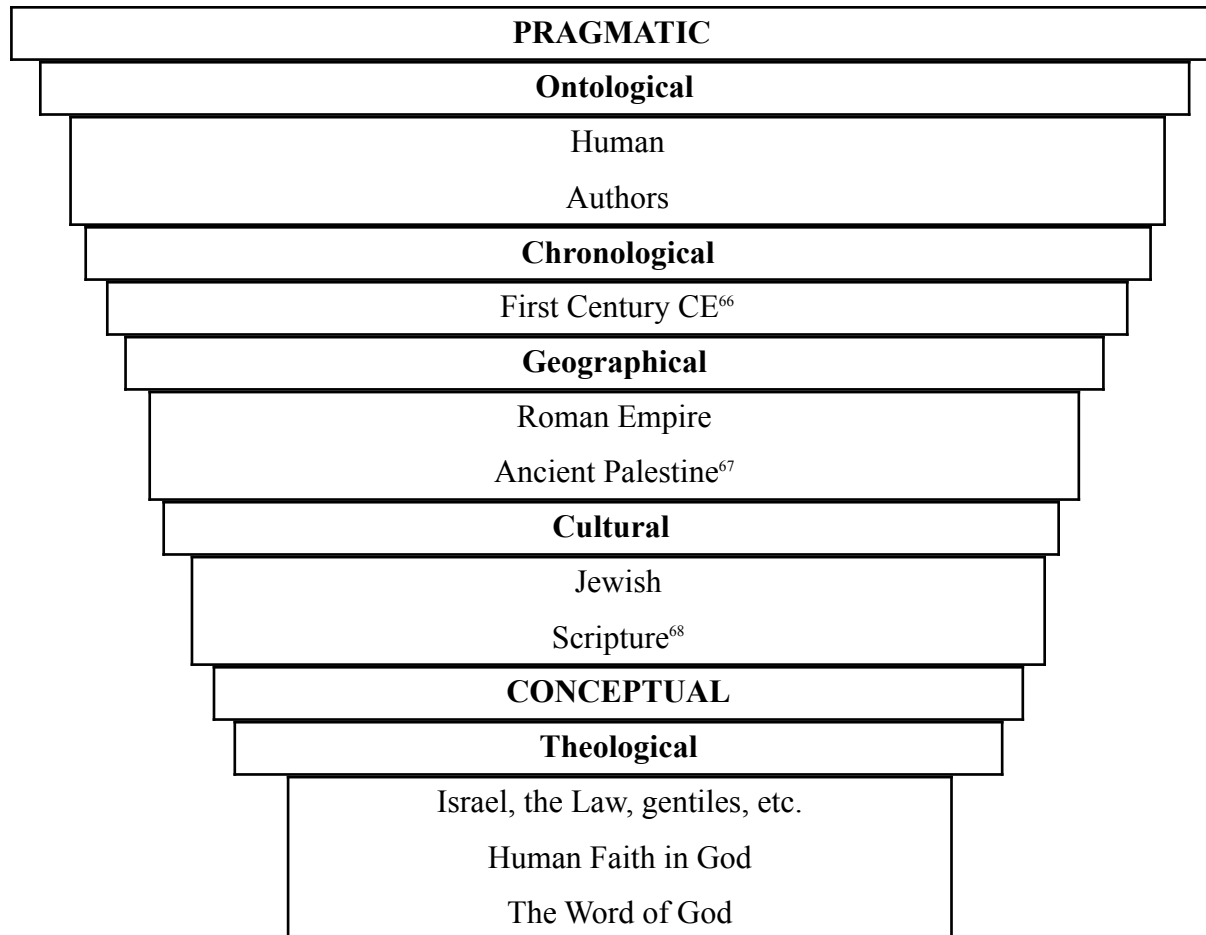 PRAGMATIC
Ontological
Human
Authors
Chronological
First Century CE⁶⁶
Geographical
Roman Empire
Ancient Palestine⁶⁷
Cultural
Jewish
Scripture⁶⁸
CONCEPTUAL
Theological
Israel, the Law, gentiles, etc.
Human Faith in God
The Word of God